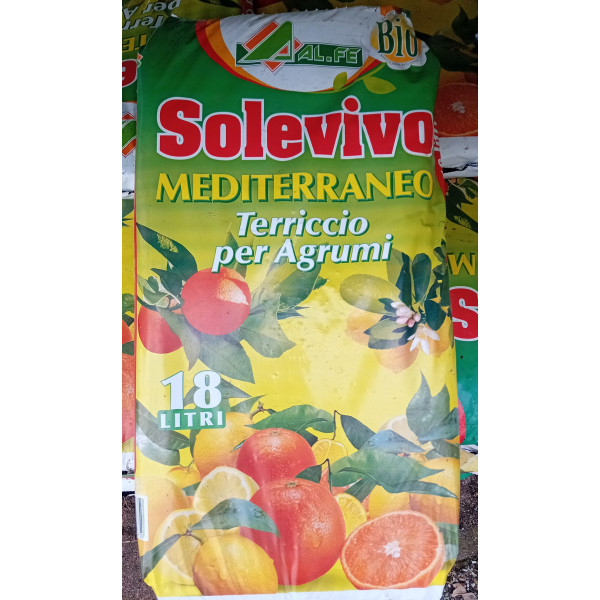 AL.FE
Bio
Solevivo
MEDITERRANEO
Terriccio
per Agrumi
18
LITRI